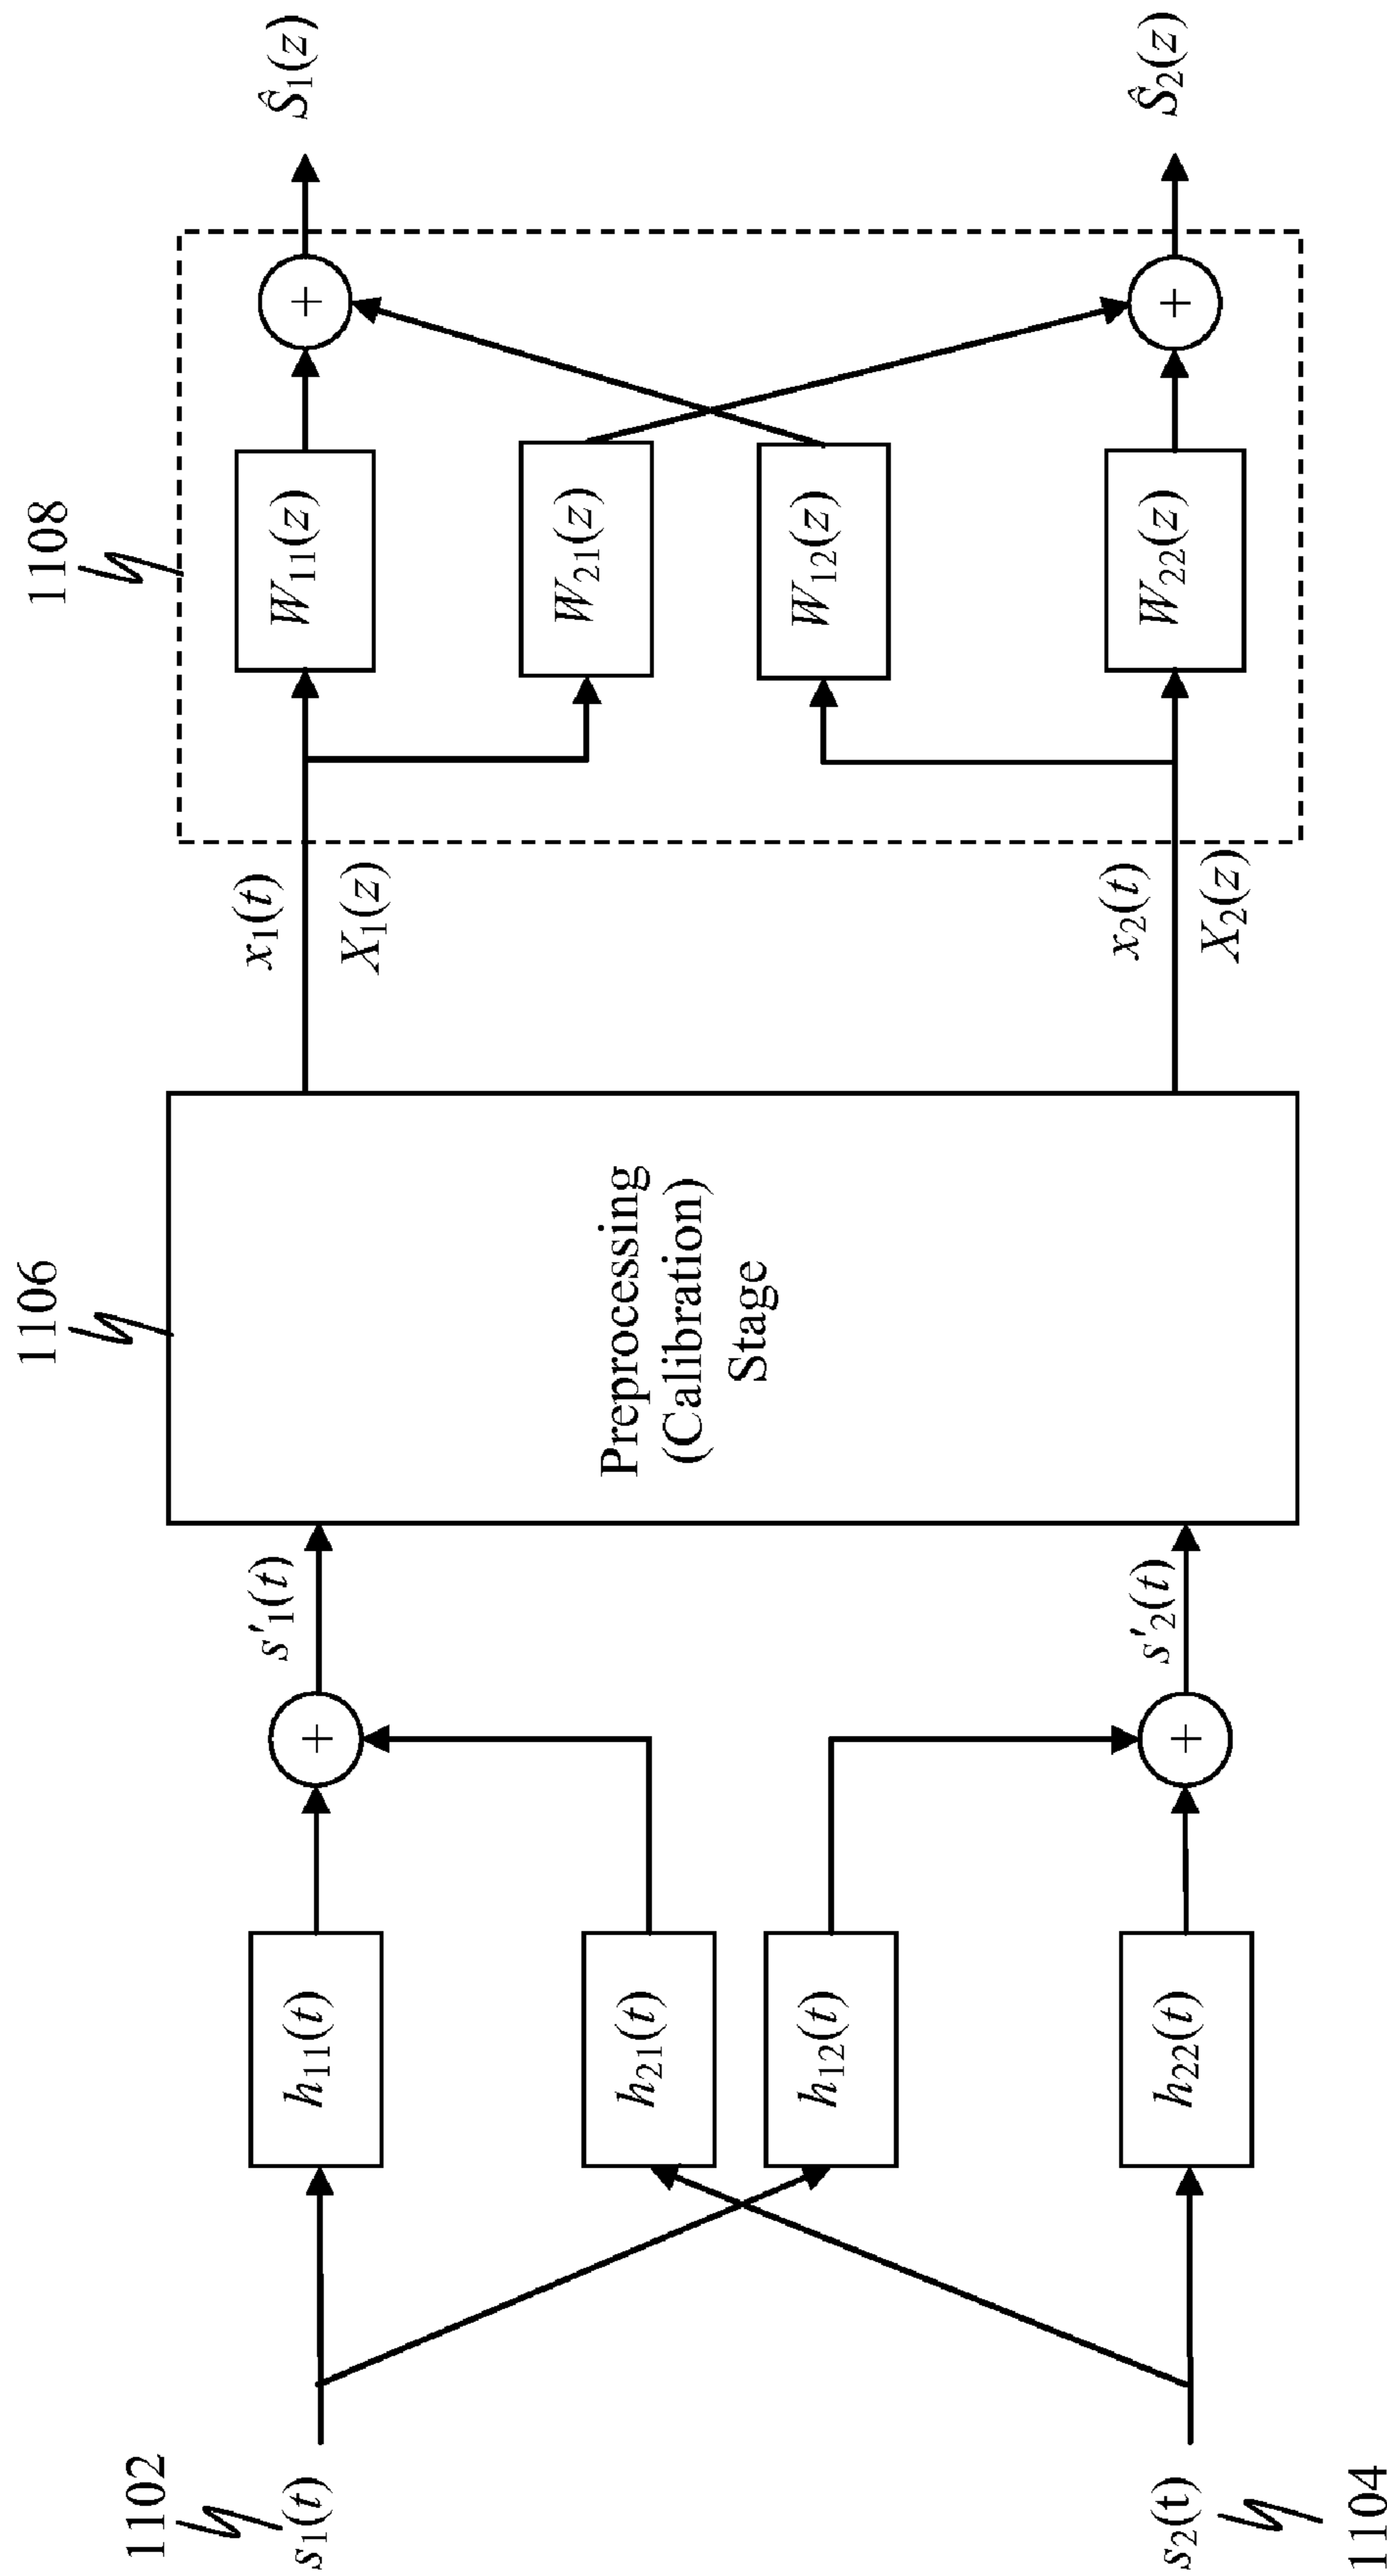 1102
s₁(t)
s₂(t)
1104
h₁₁(t)
h₂₁(t)
h₁₂(t)
h₂₂(t)
+
+
s'₁(t)
s'₂(t)
1106
Preprocessing
(Calibration)
Stage
x₁(t)
X₁(z)
x₂(t)
X₂(z)
1108
W₁₁(z)
W₂₁(z)
W₁₂(z)
W₂₂(z)
+
+
Ŝ₁(z)
Ŝ₂(z)